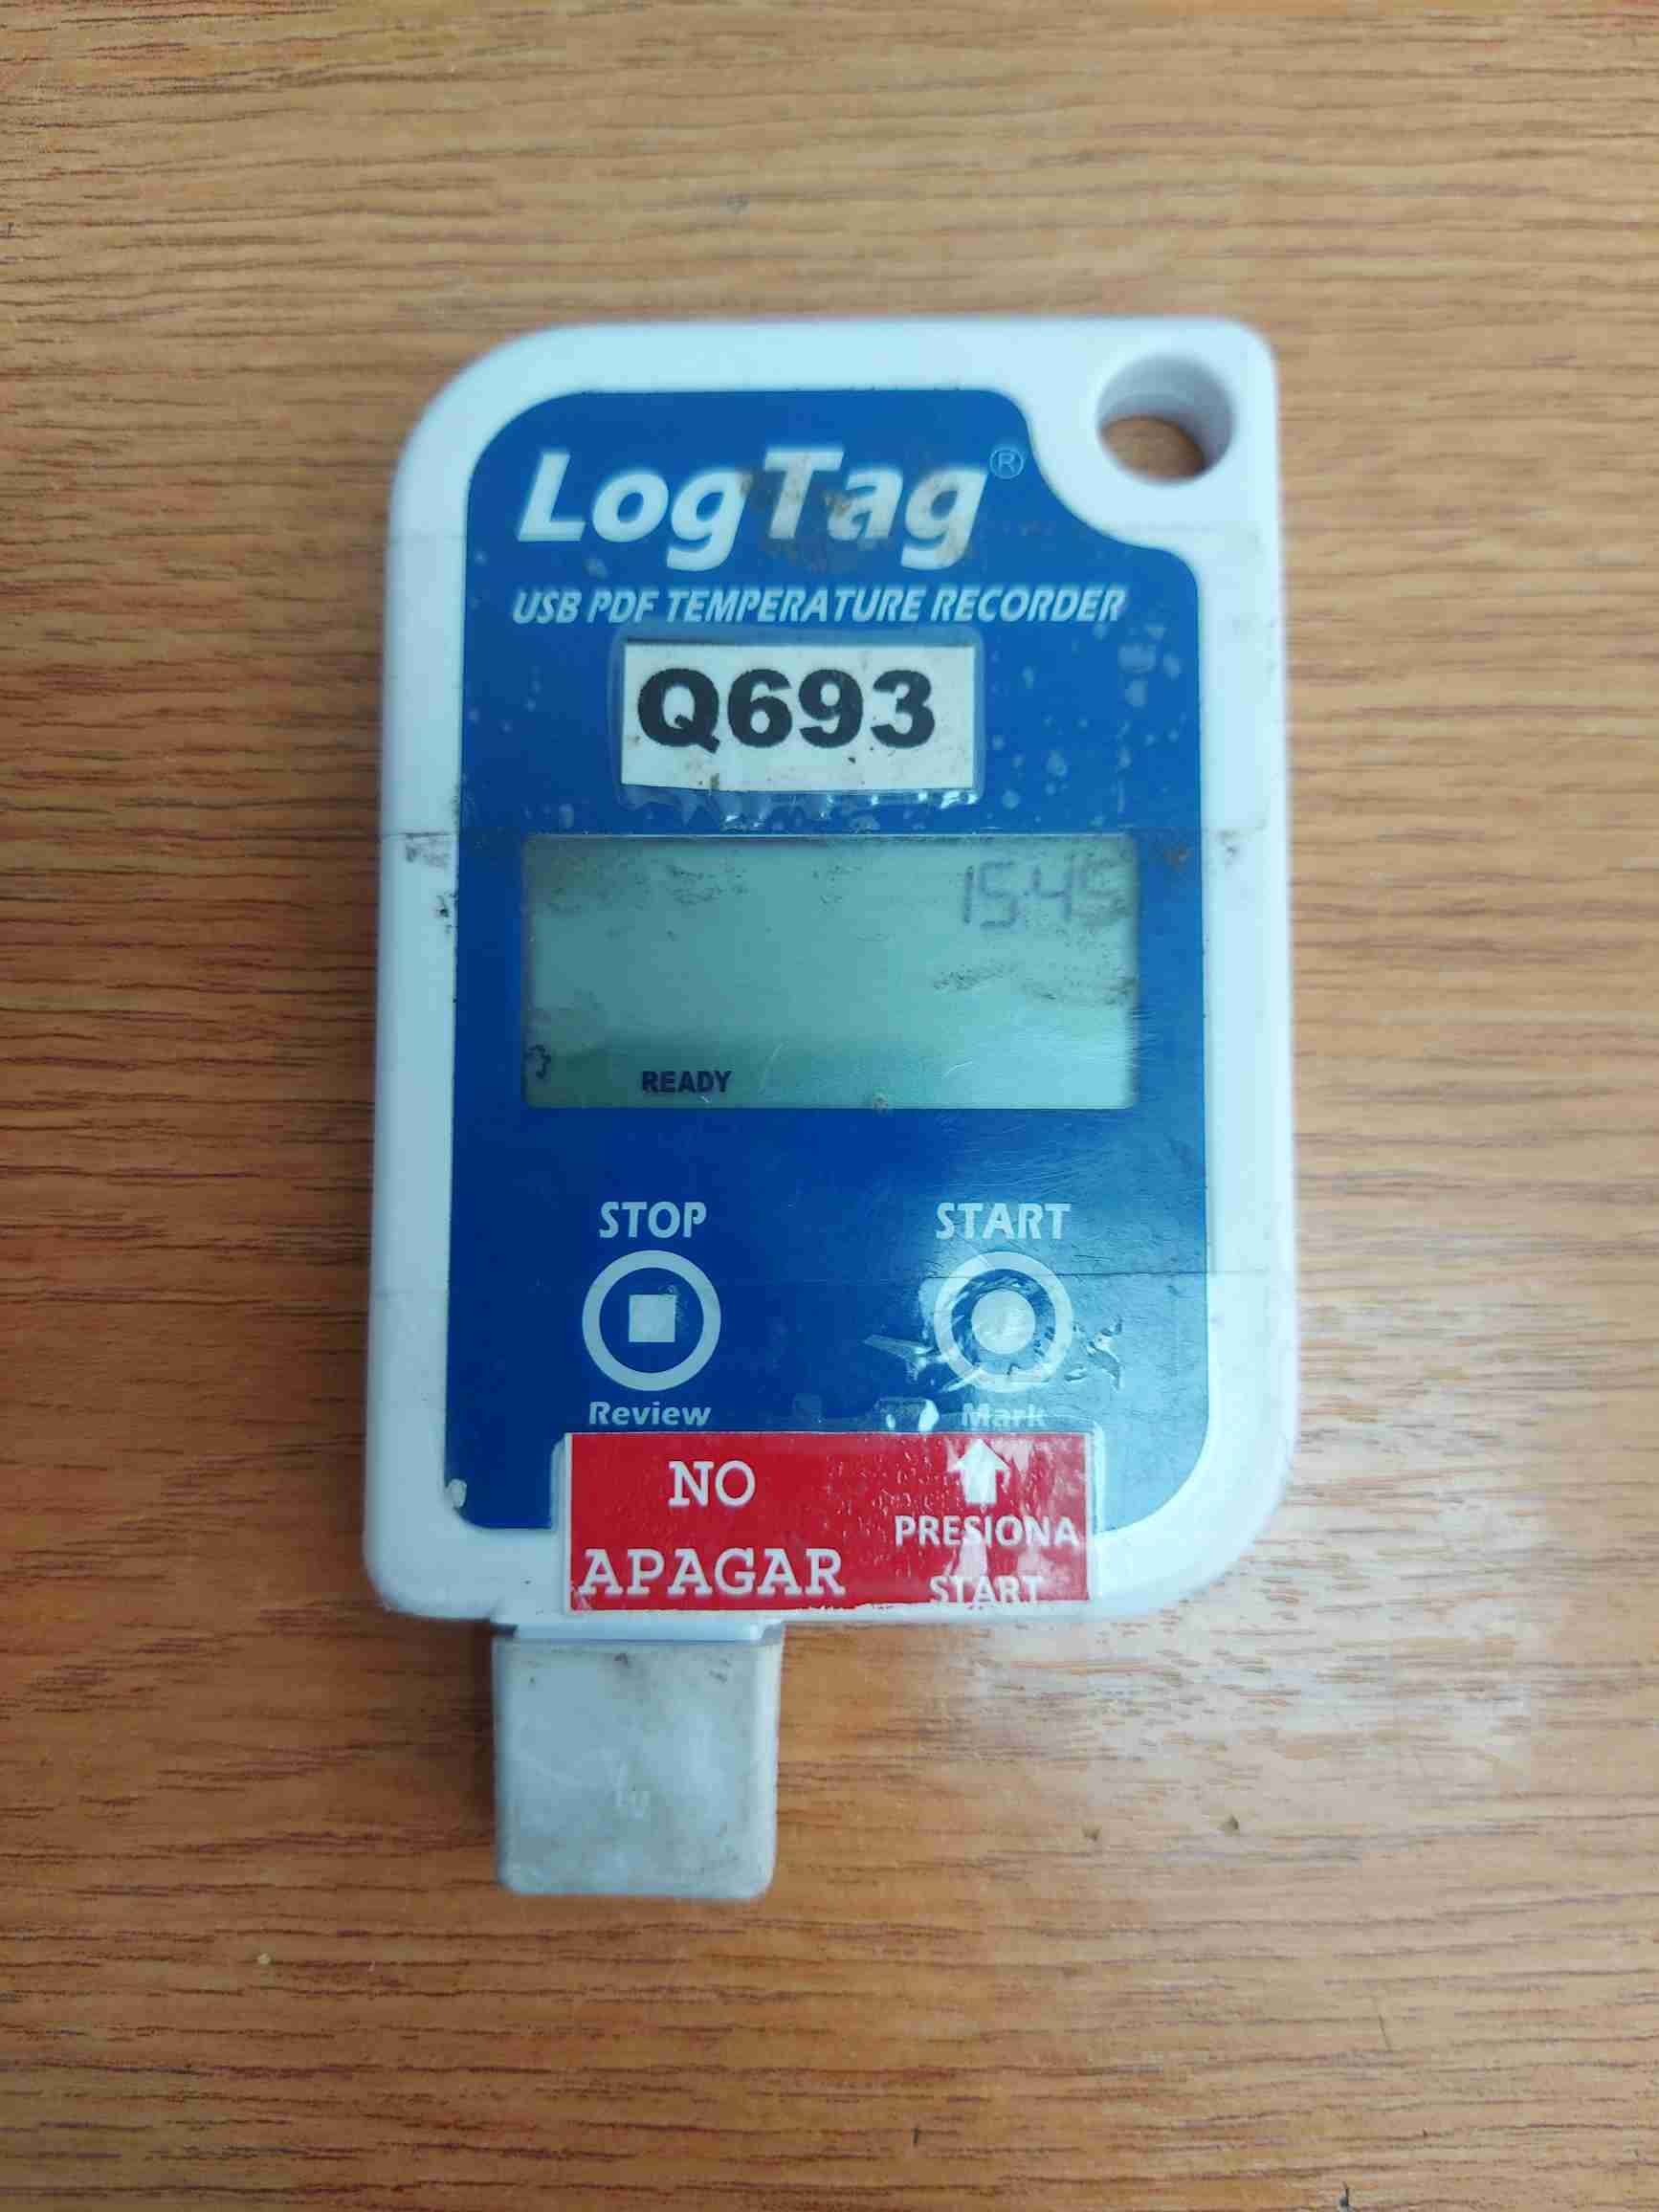 LogTag®
USB PDF TEMPERATURE RECORDER
Q693
15:45
READY
STOP
START
Review
Mark
NO
APAGAR
PRESIONA
START